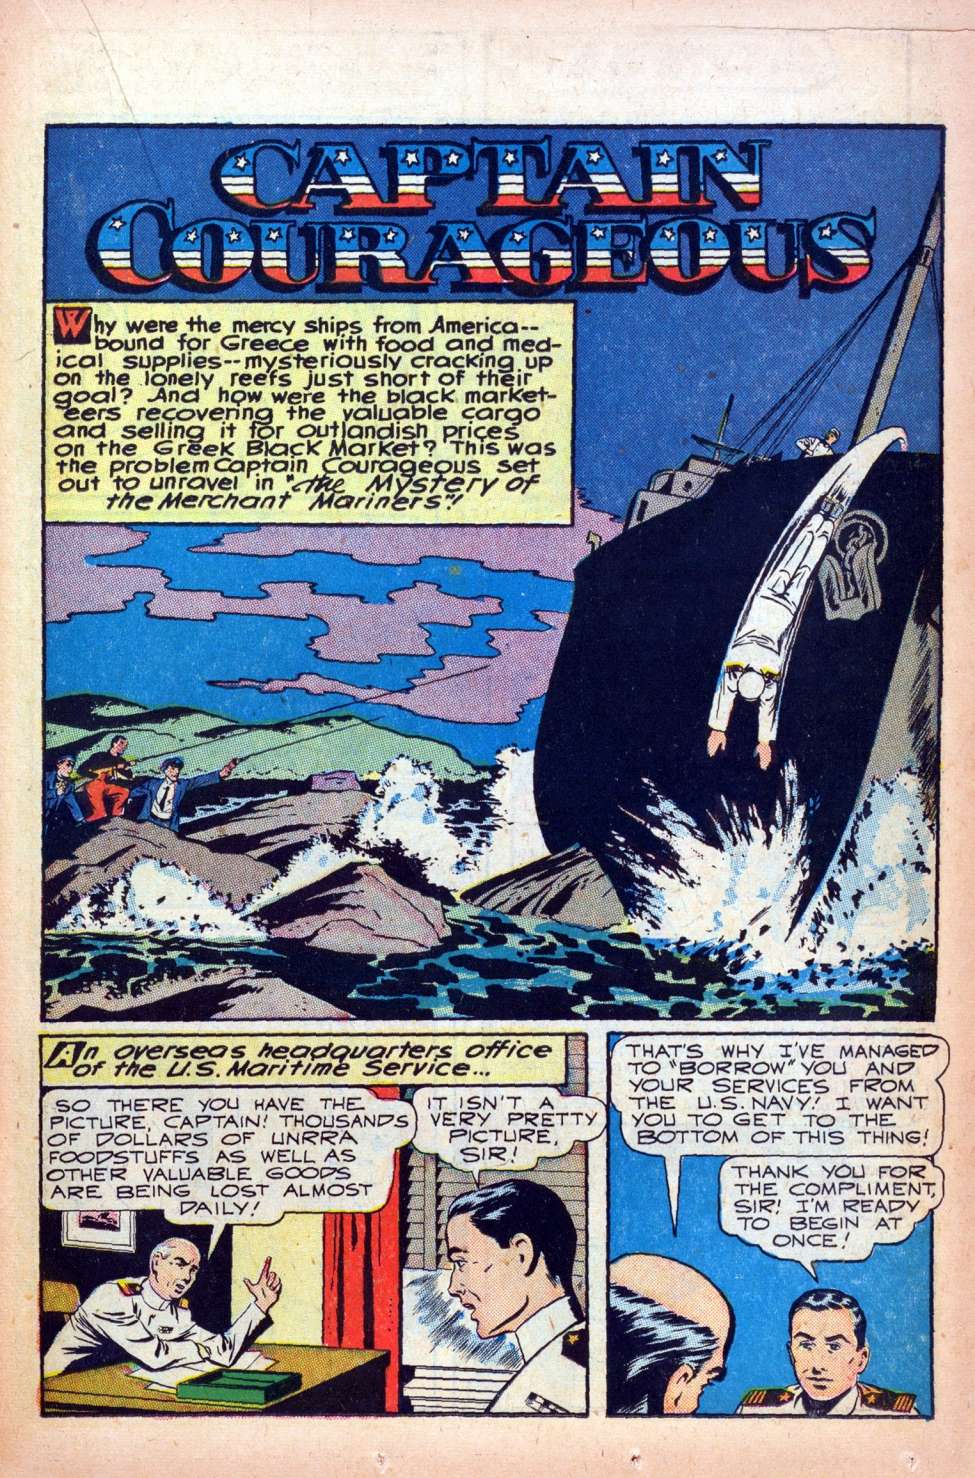 CAPTAIN
COURAGEOUS
Why were the mercy ships from America--
bound for Greece with food and med-
ical supplies--mysteriously cracking up
on the lonely reefs just short of their
goal? And how were the black market-
eers recovering the valuable cargo
and selling it for outlandish prices
on the Greek Black Market? This was
the problem Captain Courageous set
out to unravel in "the Mystery of
the Merchant Mariners"!
An overseas headquarters office
of the U.S. Maritime Service...
SO THERE YOU HAVE THE
PICTURE, CAPTAIN! THOUSANDS
OF DOLLARS OF UNRRA
FOODSTUFFS AS WELL AS
OTHER VALUABLE GOODS
ARE BEING LOST ALMOST
DAILY!
IT ISN'T A
VERY PRETTY
PICTURE,
SIR!
THAT'S WHY I'VE MANAGED
TO "BORROW" YOU AND
YOUR SERVICES FROM
THE U.S. NAVY! I WANT
YOU TO GET TO THE
BOTTOM OF THIS THING!
THANK YOU FOR
THE COMPLIMENT,
SIR! I'M READY
TO BEGIN AT
ONCE!